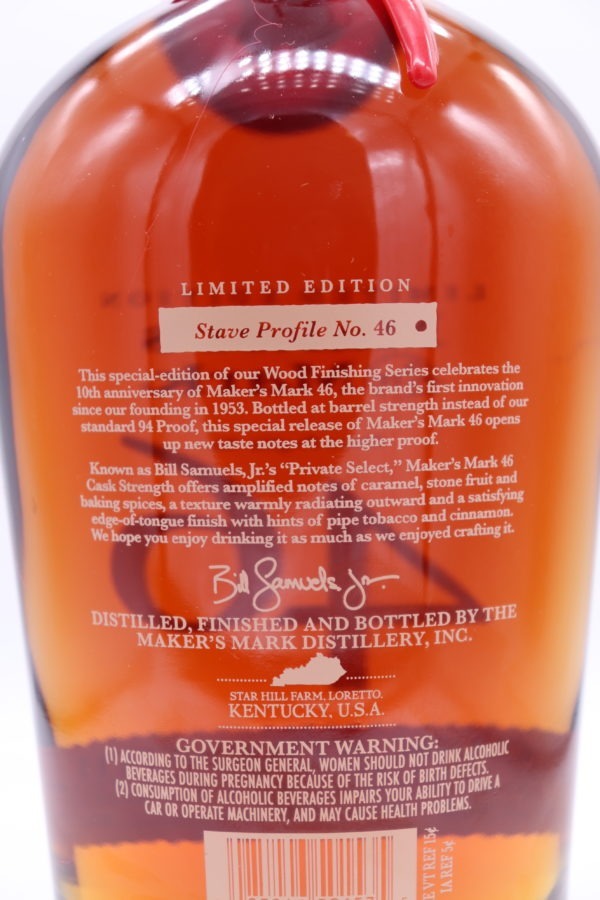 LIMITED EDITION
Stave Profile No. 46
This special-edition of our Wood Finishing Series celebrates the
10th anniversary of Maker's Mark 46, the brand's first innovation
since our founding in 1953. Bottled at barrel strength instead of our
standard 94 Proof, this special release of Maker's Mark 46 opens
up new taste notes at the higher proof.
Known as Bill Samuels, Jr.'s "Private Select," Maker's Mark 46
Cask Strength offers amplified notes of caramel, stone fruit and
baking spices, a texture warmly radiating outward and a satisfying
edge-of-tongue finish with hints of pipe tobacco and cinnamon.
We hope you enjoy drinking it as much as we enjoyed crafting it.
Bill Samuels Jr.
DISTILLED, FINISHED AND BOTTLED BY THE
MAKER'S MARK DISTILLERY, INC.
STAR HILL FARM, LORETTO,
KENTUCKY, U.S.A.
GOVERNMENT WARNING:
(1) ACCORDING TO THE SURGEON GENERAL, WOMEN SHOULD NOT DRINK ALCOHOLIC
BEVERAGES DURING PREGNANCY BECAUSE OF THE RISK OF BIRTH DEFECTS.
(2) CONSUMPTION OF ALCOHOLIC BEVERAGES IMPAIRS YOUR ABILITY TO DRIVE A
CAR OR OPERATE MACHINERY, AND MAY CAUSE HEALTH PROBLEMS.
VT REF 15¢
IA REF 5¢